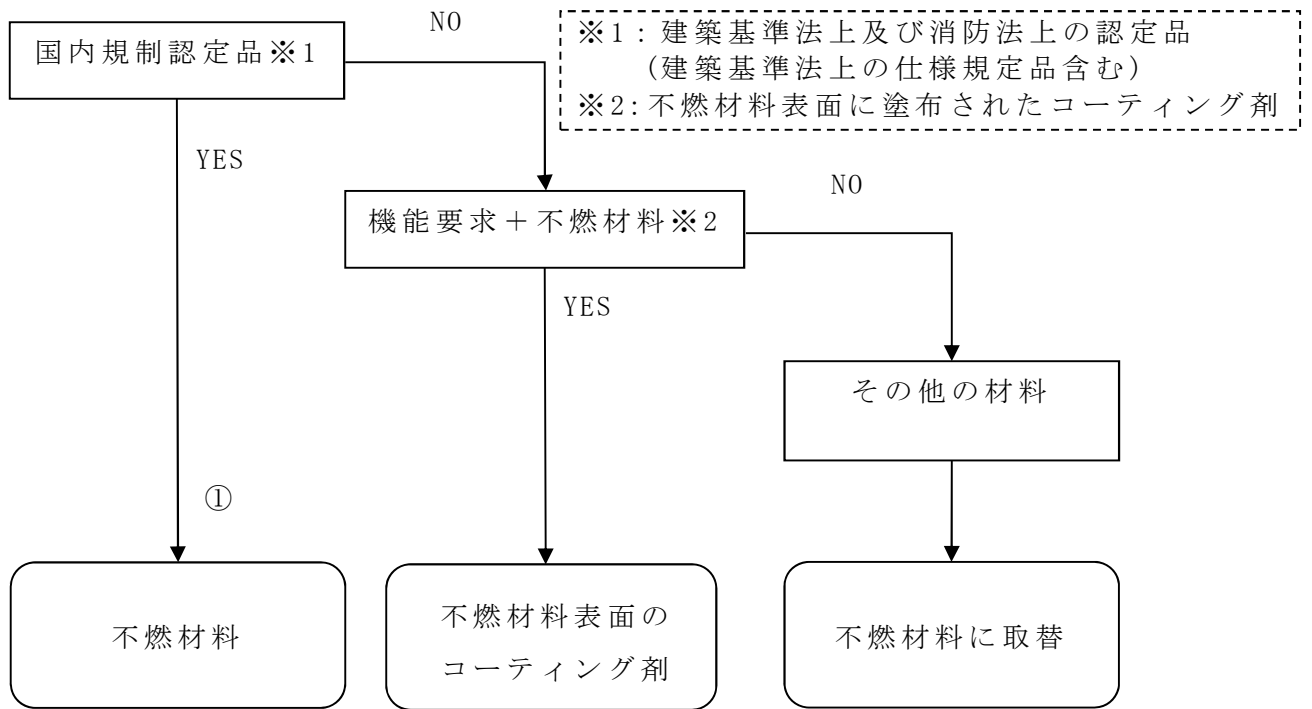 国内規制認定品※1
NO
※1：建築基準法上及び消防法上の認定品
(建築基準法上の仕様規定品含む)
※2:不燃材料表面に塗布されたコーティング剤
YES
機能要求＋不燃材料※2
NO
YES
その他の材料
①
不燃材料
不燃材料表面の
コーティング剤
不燃材料に取替